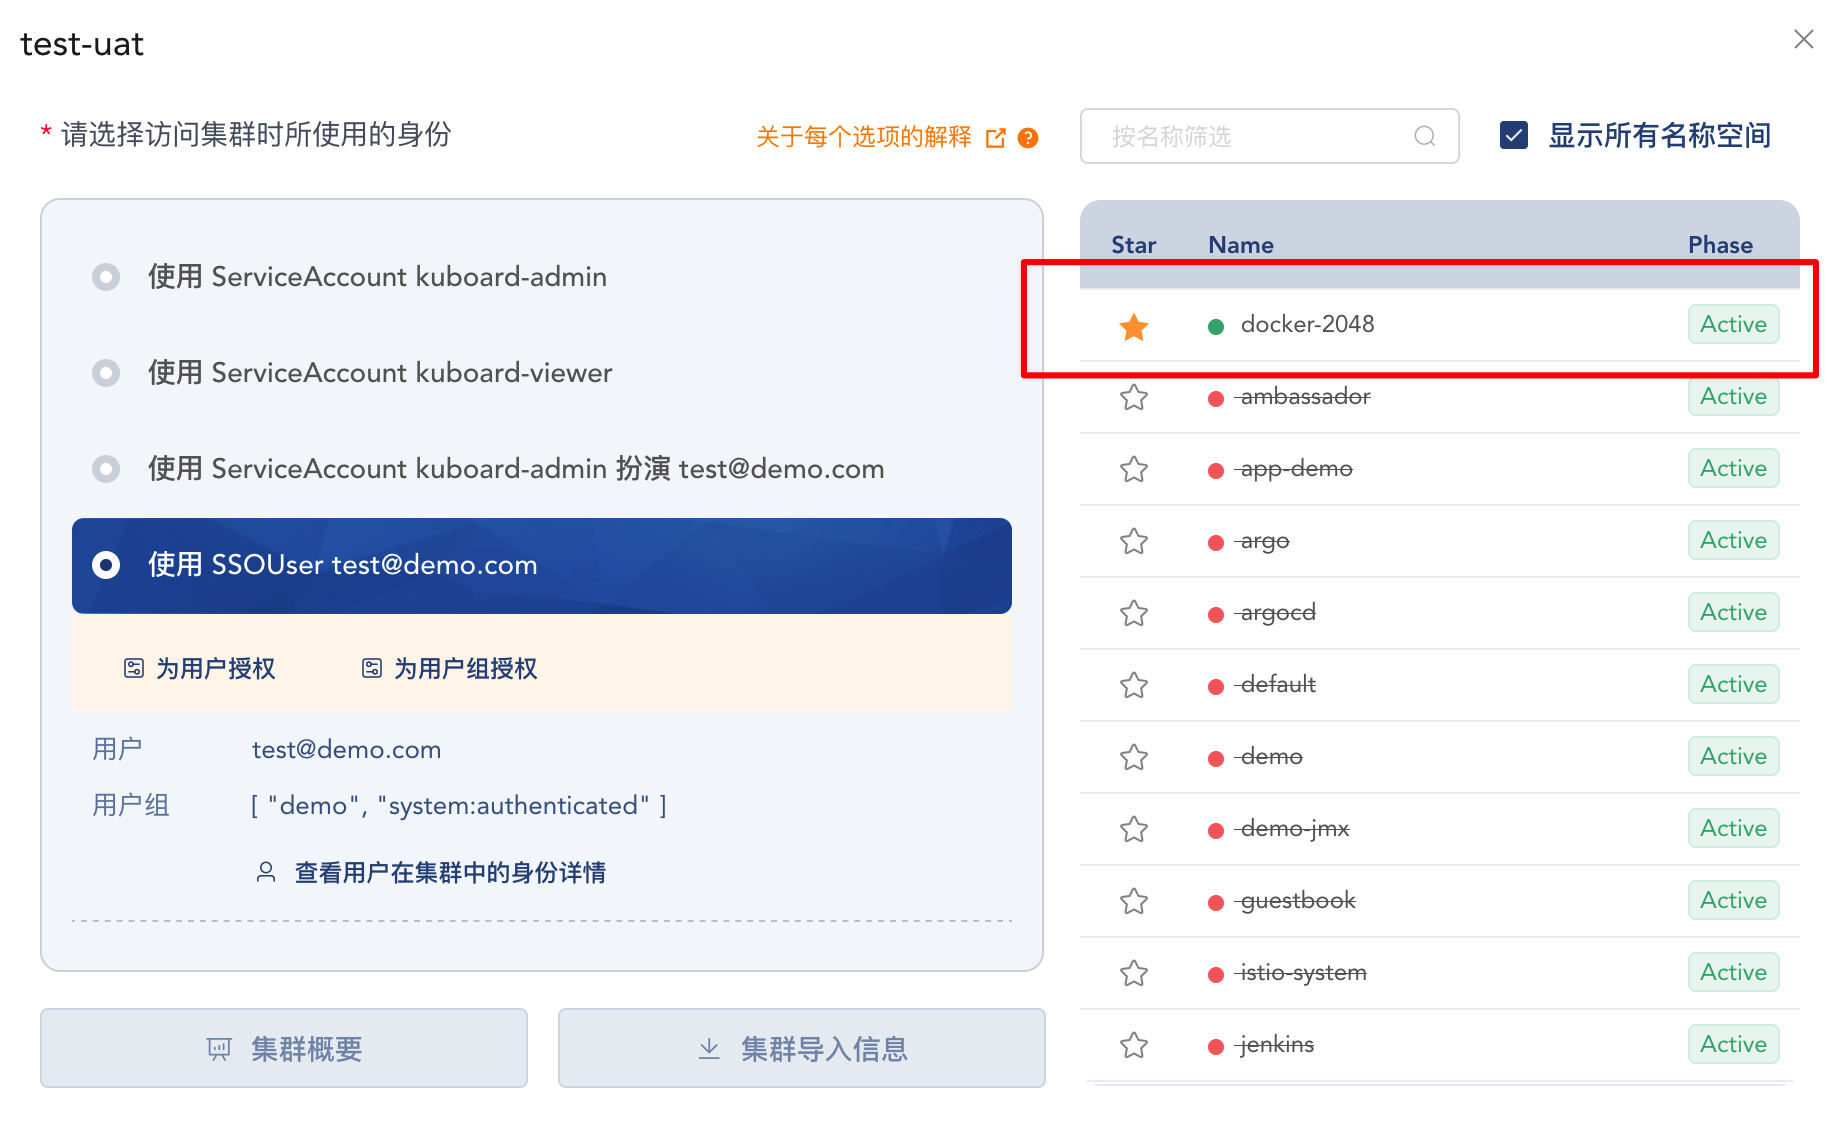 test-uat
* 请选择访问集群时所使用的身份
关于每个选项的解释
使用 ServiceAccount kuboard-admin
使用 ServiceAccount kuboard-viewer
使用 ServiceAccount kuboard-admin 扮演 test@demo.com
使用 SSOUser test@demo.com
为用户授权 为用户组授权
用户 test@demo.com
用户组 [ "demo", "system:authenticated" ]
查看用户在集群中的身份详情
集群概要 集群导入信息
按名称筛选 显示所有名称空间
Star Name Phase
docker-2048 Active
ambassador Active
app-demo Active
argo Active
argocd Active
default Active
demo Active
demo-jmx Active
guestbook Active
istio-system Active
jenkins Active